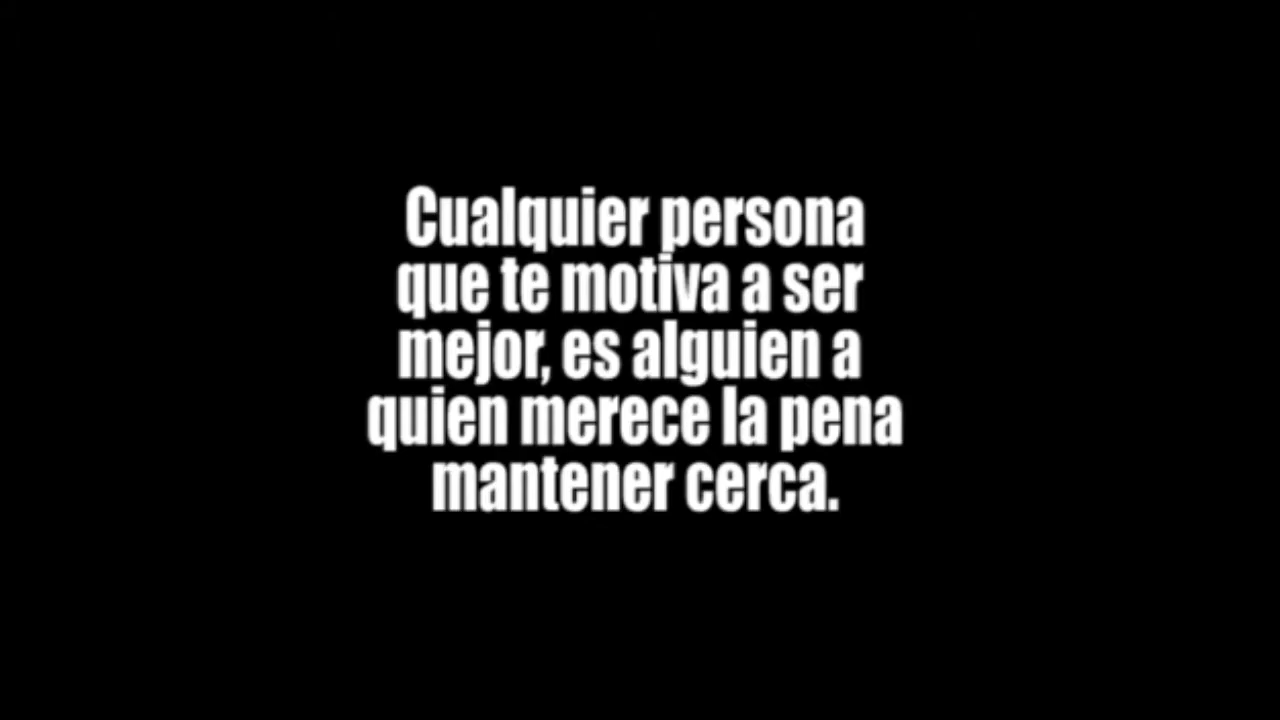 Cualquier persona
que te motiva a ser
mejor, es alguien a
quien merece la pena
mantener cerca.